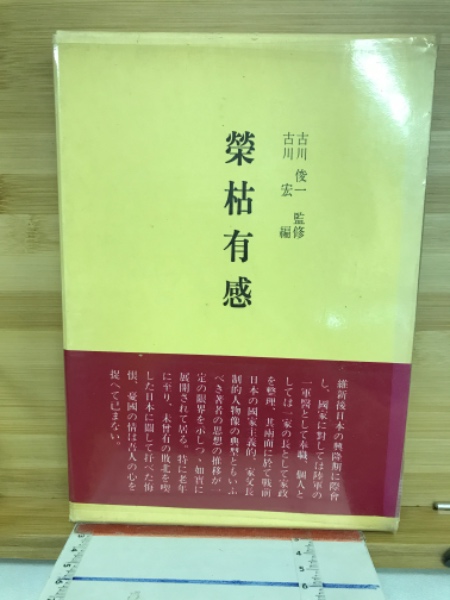 古川俊一 監修
古川宏 編
榮枯有感
維新後日本の興隆期に際會
し、國家に對しては陸軍の
一軍醫として奉職、個人と
しては一家の長として家政
を整理、其兩面に於て戰前
日本の國家主義的、家父長
制的人物像の典型ともいふ
べき著者の思想の推移が一
定の限界を示しつゝ如實に
展開されて居る。特に老年
に至り、未曾有の敗北を喫
した日本に關して抒べた悔
恨、憂國の情は吾人の心を
捉へて已まない。